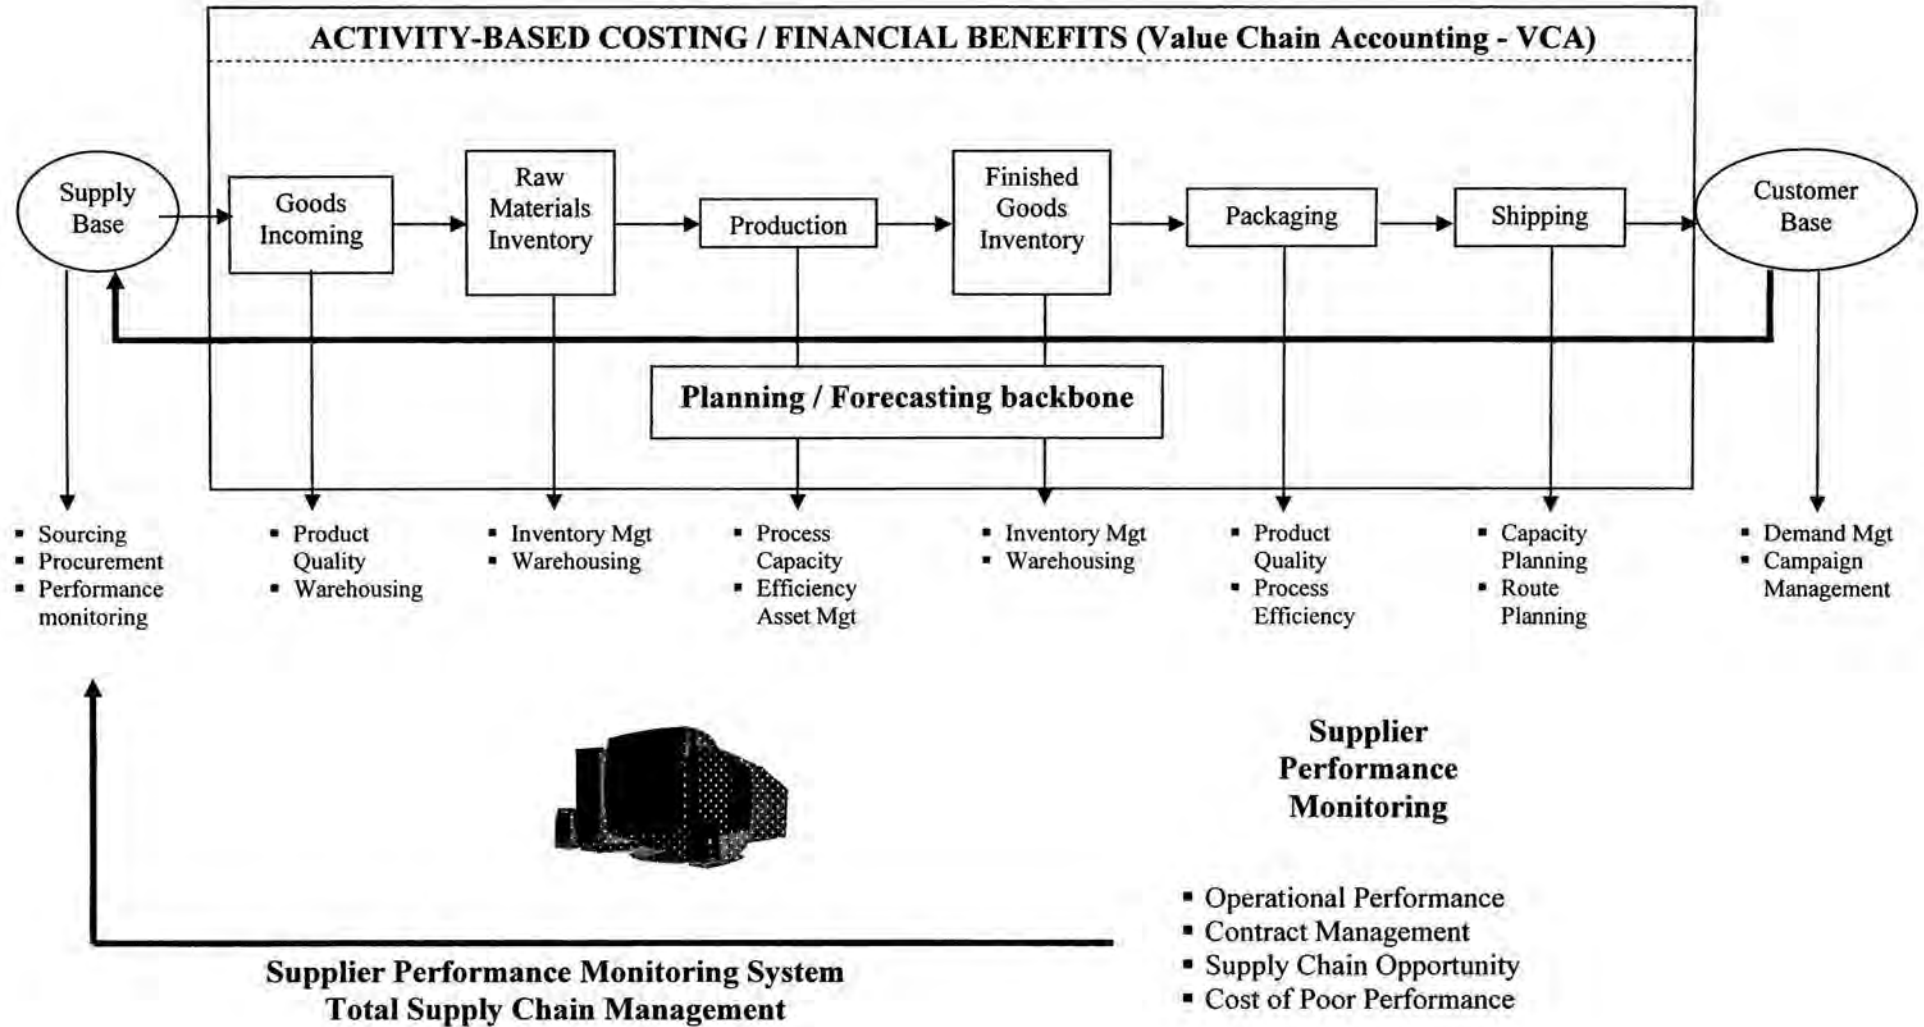 ACTIVITY-BASED COSTING / FINANCIAL BENEFITS (Value Chain Accounting - VCA)
Supply
Base
Goods
Incoming
Raw
Materials
Inventory
Production
Finished
Goods
Inventory
Packaging
Shipping
Customer
Base
Planning / Forecasting backbone
▪ Sourcing
▪ Procurement
▪ Performance
monitoring
▪ Product
Quality
▪ Warehousing
▪ Inventory Mgt
▪ Warehousing
▪ Process
Capacity
▪ Efficiency
Asset Mgt
▪ Inventory Mgt
▪ Warehousing
▪ Product
Quality
▪ Process
Efficiency
▪ Capacity
Planning
▪ Route
Planning
▪ Demand Mgt
▪ Campaign
Management
Supplier
Performance
Monitoring
▪ Operational Performance
▪ Contract Management
▪ Supply Chain Opportunity
▪ Cost of Poor Performance
Supplier Performance Monitoring System
Total Supply Chain Management